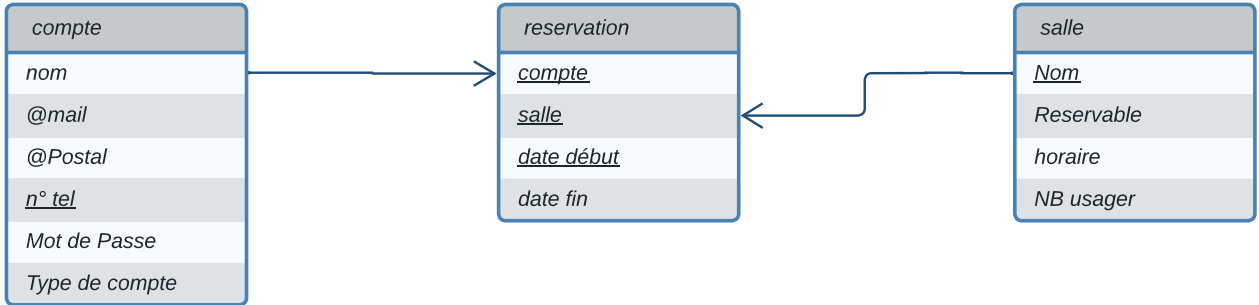 compte
nom
@mail
@Postal
n° tel
Mot de Passe
Type de compte
reservation
compte
salle
date début
date fin
salle
Nom
Reservable
horaire
NB usager